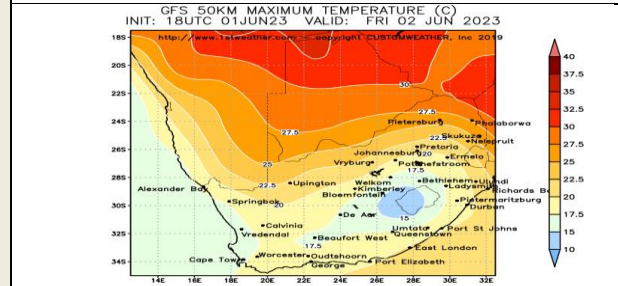 GFS 50KM MAXIMUM TEMPERATURE (C)
INIT: 18UTC 01JUN23 VALID: FRI 02 JUN 2023
http://www.1stweather.com copyright CUSTOMWEATHER, Inc 2019
18S
20S
22S
24S
26S
28S
30S
32S
34S
14E 16E 18E 20E 22E 24E 26E 28E 30E 32E
40
37.5
35
32.5
30
27.5
25
22.5
20
17.5
15
10
30
27.5
27.5
25
22.5
22.5
20
20
17.5
17.5
15
Pietersburg Phalaborwa
Skukuza
Pretoria Nelspruit
Johannesburg
Ermelo
Vryburg Potchefstroom
Alexander Bay Upington Welkom Bethlehem Ulundi
Kimberley Ladysmith
Bloemfontein Richards B
Springbok Pietermaritzburg
Durban
De Aar
Calvinia Umtata Port St Johns
Vredendal Queenstown
Beaufort West
East London
Worcester Oudtshoorn
Cape Town George Port Elizabeth